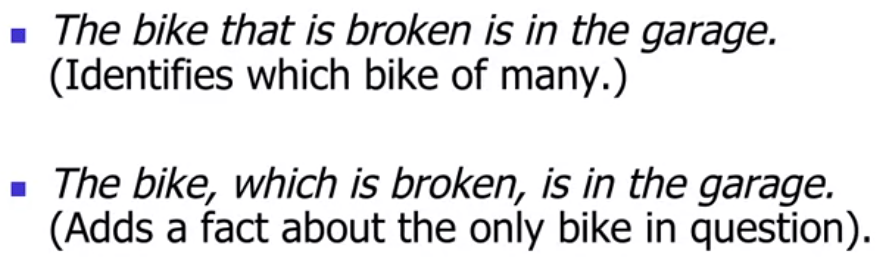 The bike that is broken is in the garage.
(Identifies which bike of many.)
The bike, which is broken, is in the garage.
(Adds a fact about the only bike in question).